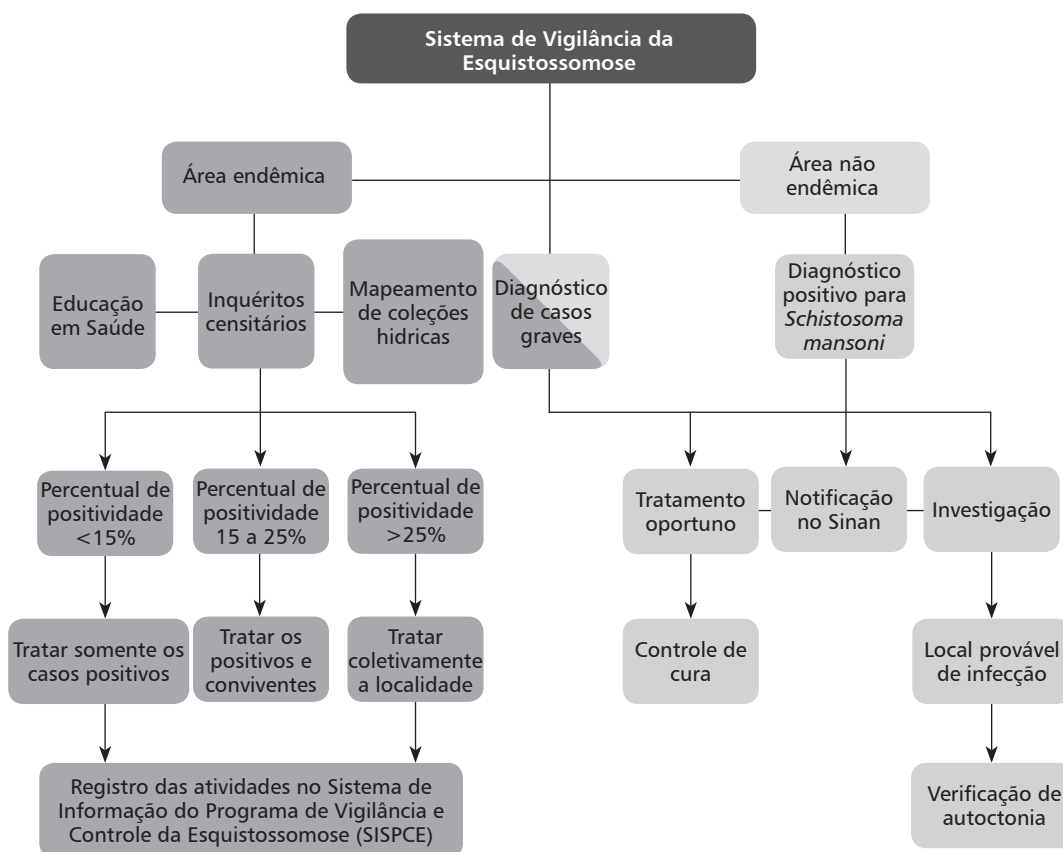 Sistema de Vigilância da
Esquistossomose
Área endêmica
Área não
endêmica
Educação
em Saúde
Inquéritos
censitários
Mapeamento
de coleções
hidricas
Diagnóstico
de casos
graves
Diagnóstico
positivo para
Schistosoma
mansoni
Percentual de
positividade
<15%
Percentual de
positividade
15 a 25%
Percentual de
positividade
>25%
Tratamento
oportuno
Notificação
no Sinan
Investigação
Tratar somente os
casos positivos
Tratar os
positivos e
conviventes
Tratar
coletivamente
a localidade
Controle de
cura
Local provável
de infecção
Registro das atividades no Sistema de
Informação do Programa de Vigilância e
Controle da Esquistossomose (SISPCE)
Verificação de
autoctonia